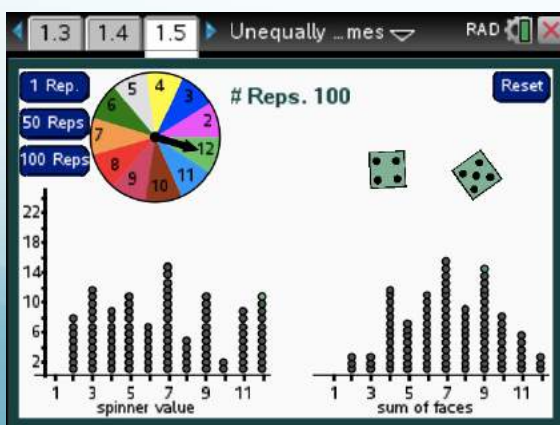 1.3 1.4 1.5 Unequally ...mes RAD
1 Rep.
50 Reps
100 Reps
# Reps. 100
Reset
5 4 3
6 2
7 12
8 11
9 10
22
18
14
10
6
2
1 3 5 7 9 11
spinner value
1 3 5 7 9 11
sum of faces